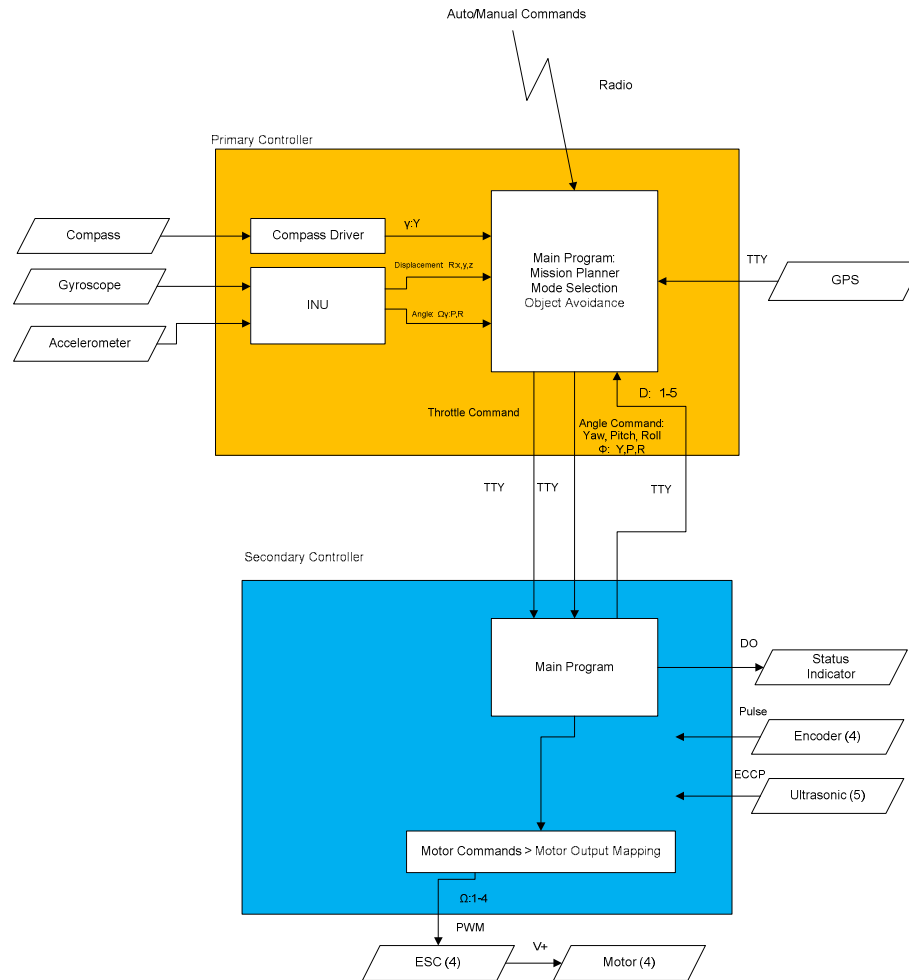 Auto/Manual Commands
Radio
Primary Controller
Compass
Compass Driver
γ:Y
Displacement R:x,y,z
Gyroscope
INU
Angle: Ωγ:P,R
Accelerometer
Main Program:
Mission Planner
Mode Selection
Object Avoidance
TTY
GPS
D: 1-5
Throttle Command
Angle Command:
Yaw, Pitch, Roll
Φ: Y,P,R
TTY
TTY
TTY
Secondary Controller
Main Program
DO
Status
Indicator
Pulse
Encoder (4)
ECCP
Ultrasonic (5)
Motor Commands > Motor Output Mapping
Ω:1-4
PWM
ESC (4)
V+
Motor (4)